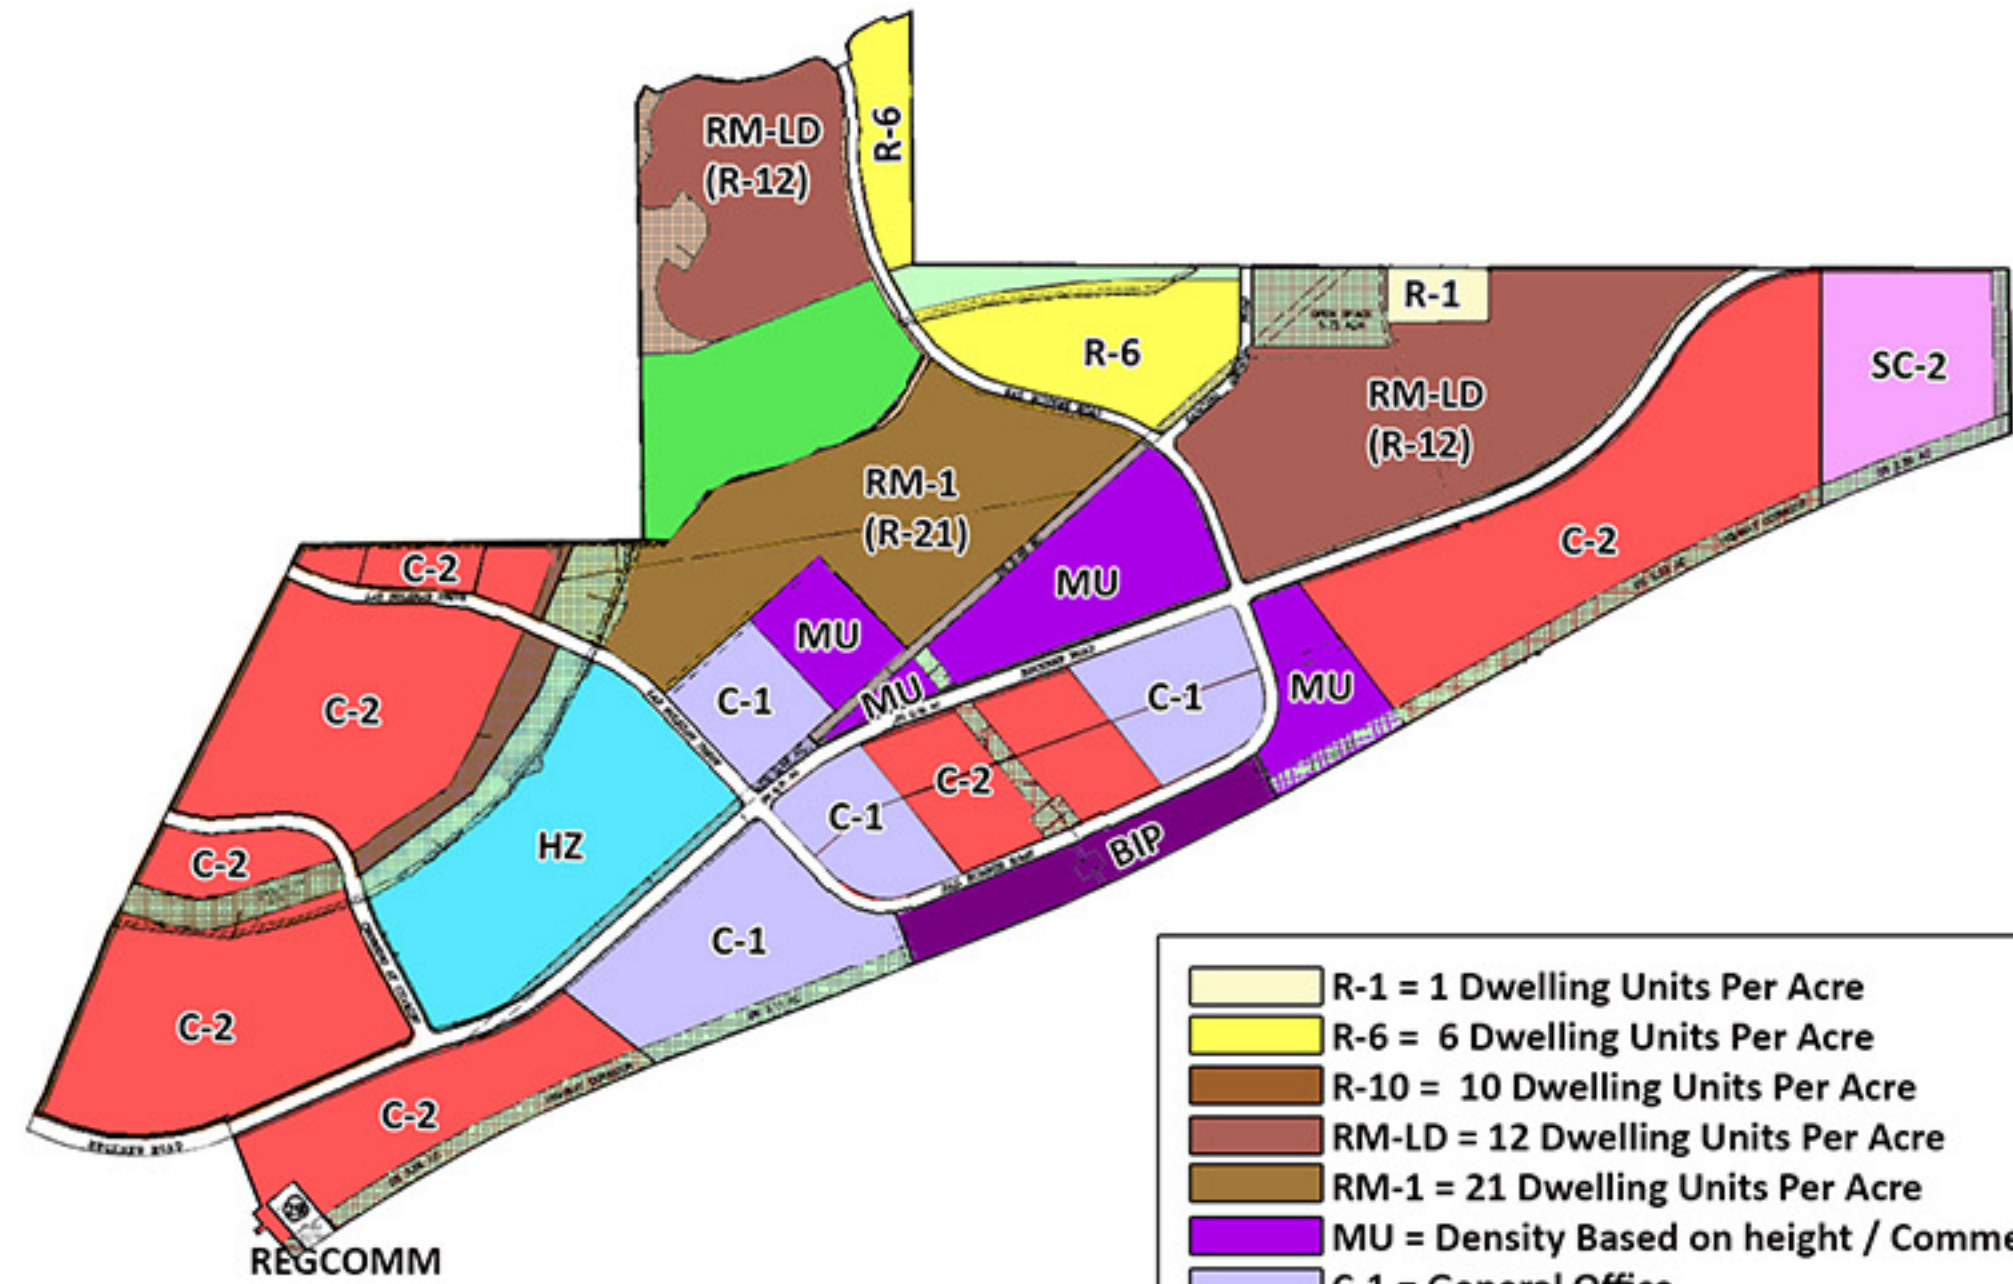 R-6
RM-LD
(R-12)
R-1
R-6
SC-2
RM-LD
(R-12)
RM-1
(R-21)
C-2
C-2
MU
MU
C-2
C-1
MU
C-1
MU
C-2
C-1
HZ
C-2
BIP
C-1
C-2
C-2
REGCOMM
R-1 = 1 Dwelling Units Per Acre
R-6 = 6 Dwelling Units Per Acre
R-10 = 10 Dwelling Units Per Acre
RM-LD = 12 Dwelling Units Per Acre
RM-1 = 21 Dwelling Units Per Acre
MU = Density Based on height / Comme
C-1 = General Office